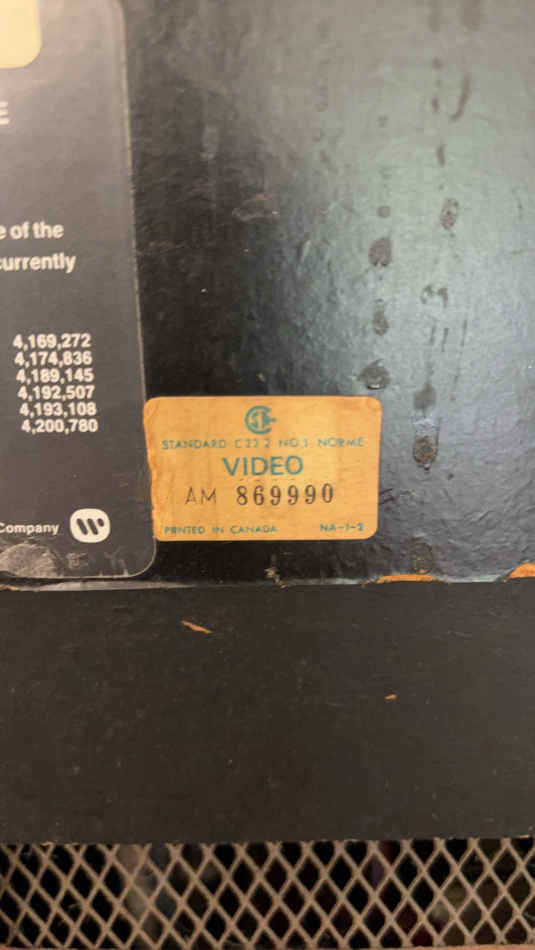 E
e of the
currently
4,169,272
4,174,836
4,189,145
4,192,507
4,193,108
4,200,780
Company
STANDARD C22.2 NO.1 NORME
VIDEO
AM 869990
PRINTED IN CANADA NA-1-2